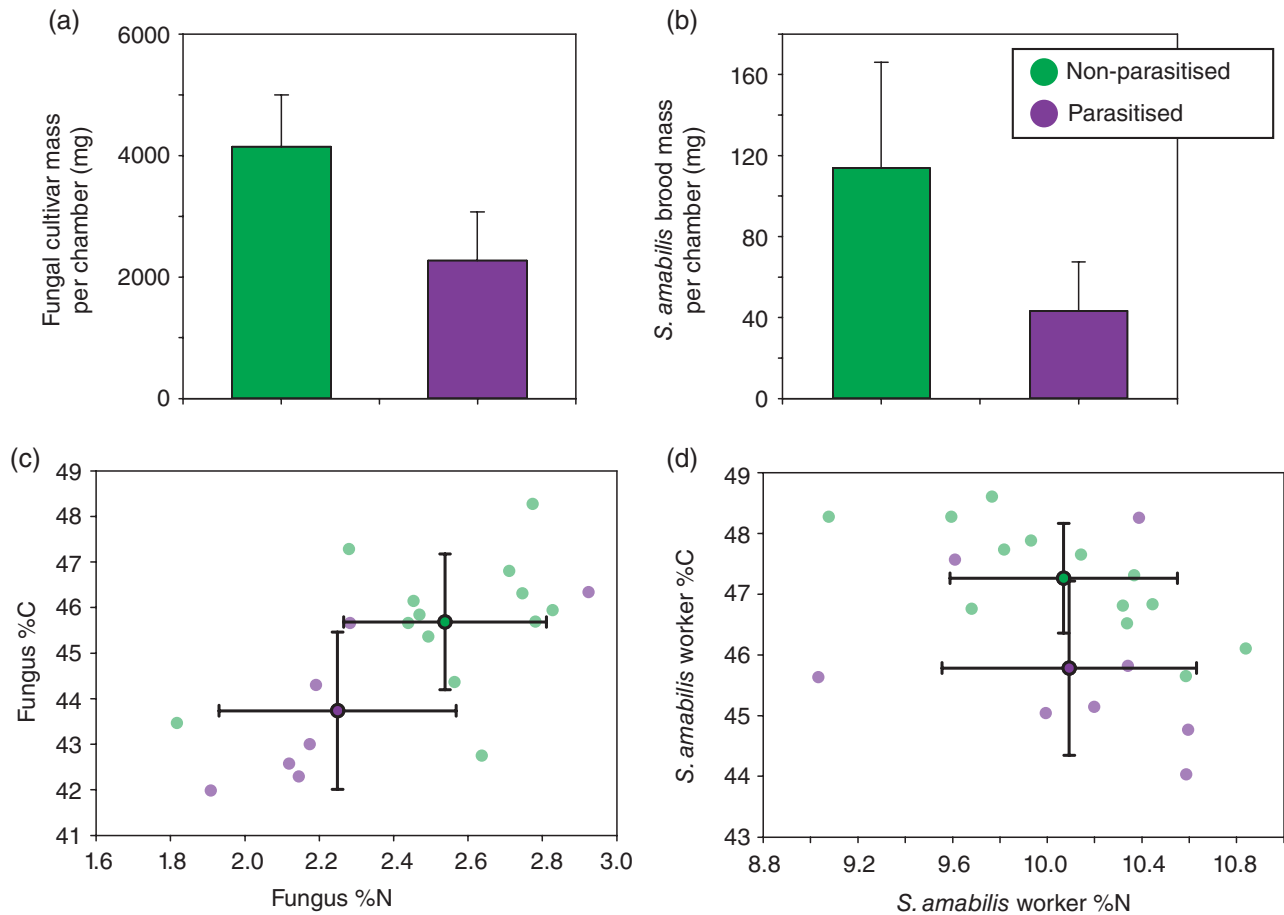 (a)
6000
4000
2000
0
Fungal cultivar mass
per chamber (mg)
(b)
160
120
80
40
0
S. amabilis brood mass
per chamber (mg)
Non-parasitised
Parasitised
(c)
49
48
47
46
45
44
43
42
41
Fungus %C
1.6 2.0 2.2 2.4 2.6 2.8 3.0
Fungus %N
(d)
49
48
47
46
45
44
43
S. amabilis worker %C
8.8 9.2 9.6 10.0 10.4 10.8
S. amabilis worker %N